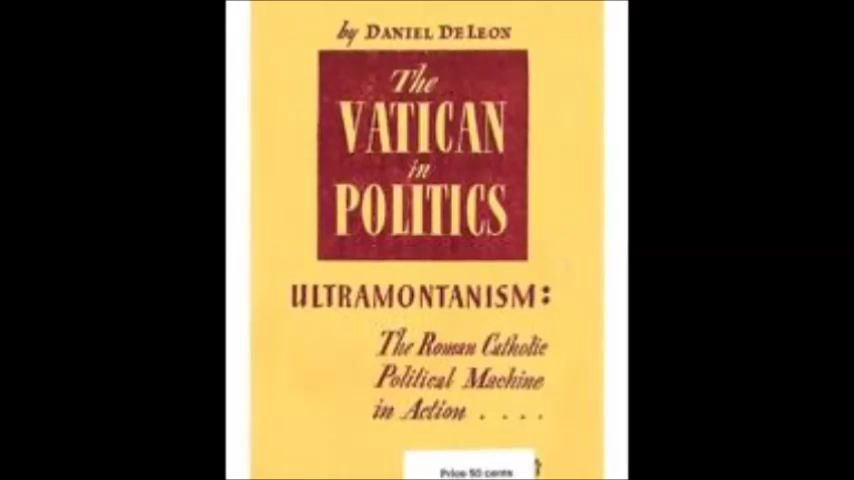 by DANIEL DE LEON
The
VATICAN
in
POLITICS
ULTRAMONTANISM:
The Roman Catholic
Political Machine
in Action . . . .
Price 50 cents